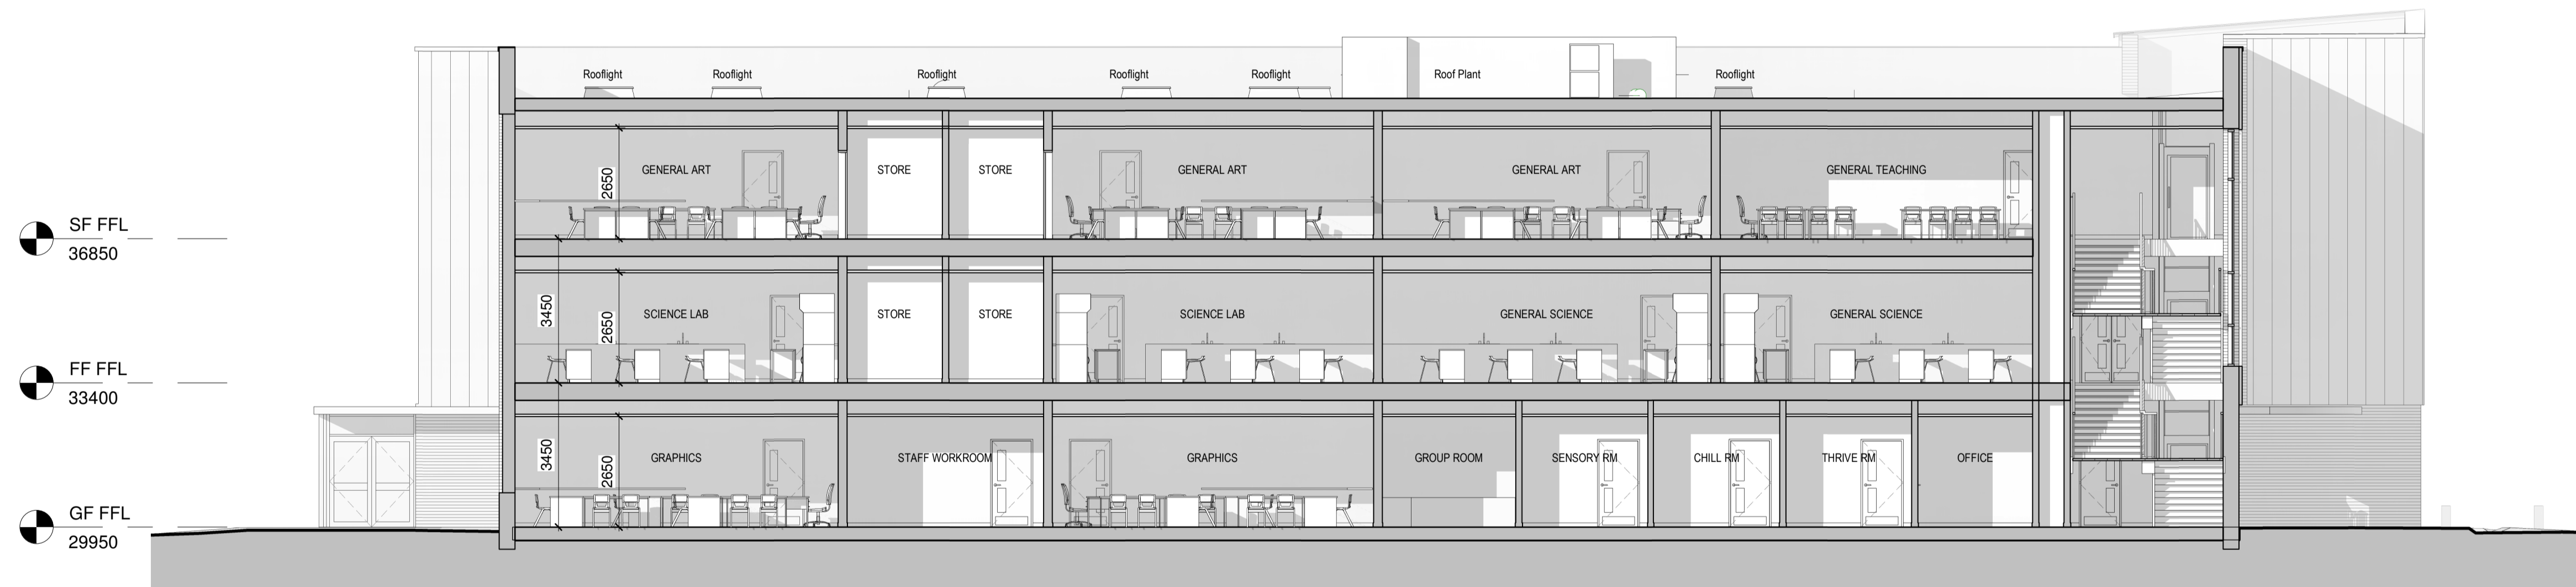 Rooflight
Rooflight
Rooflight
Rooflight
Rooflight
Roof Plant
Rooflight
SF FFL
36850
2650
GENERAL ART
STORE
STORE
GENERAL ART
GENERAL ART
GENERAL TEACHING
FF FFL
33400
3450
2650
SCIENCE LAB
STORE
STORE
SCIENCE LAB
GENERAL SCIENCE
GENERAL SCIENCE
GF FFL
29950
3450
2650
GRAPHICS
STAFF WORKROOM
GRAPHICS
GROUP ROOM
SENSORY RM
CHILL RM
THRIVE RM
OFFICE